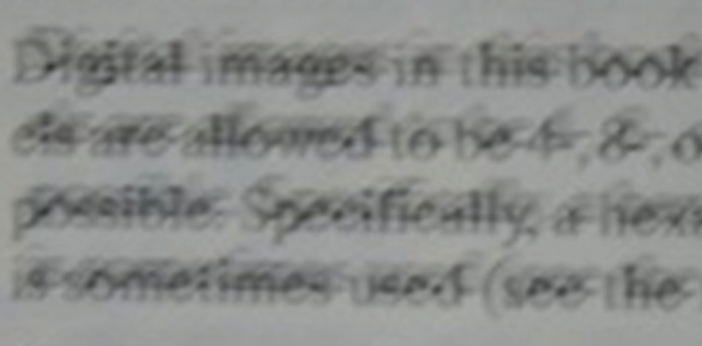 Digital images in this book
els are allowed to be 4-, 8-, o
possible. Specifically, a hexa
is sometimes used (see the